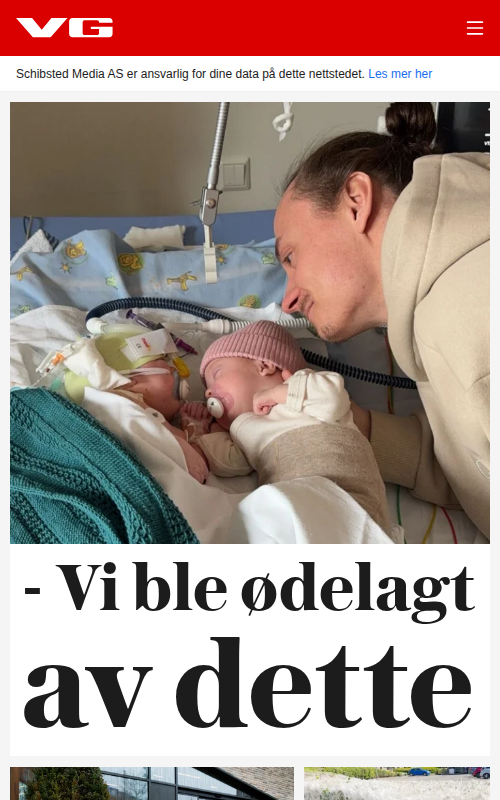 VG
Schibsted Media AS er ansvarlig for dine data på dette nettstedet. Les mer her
- Vi ble ødelagt
av dette